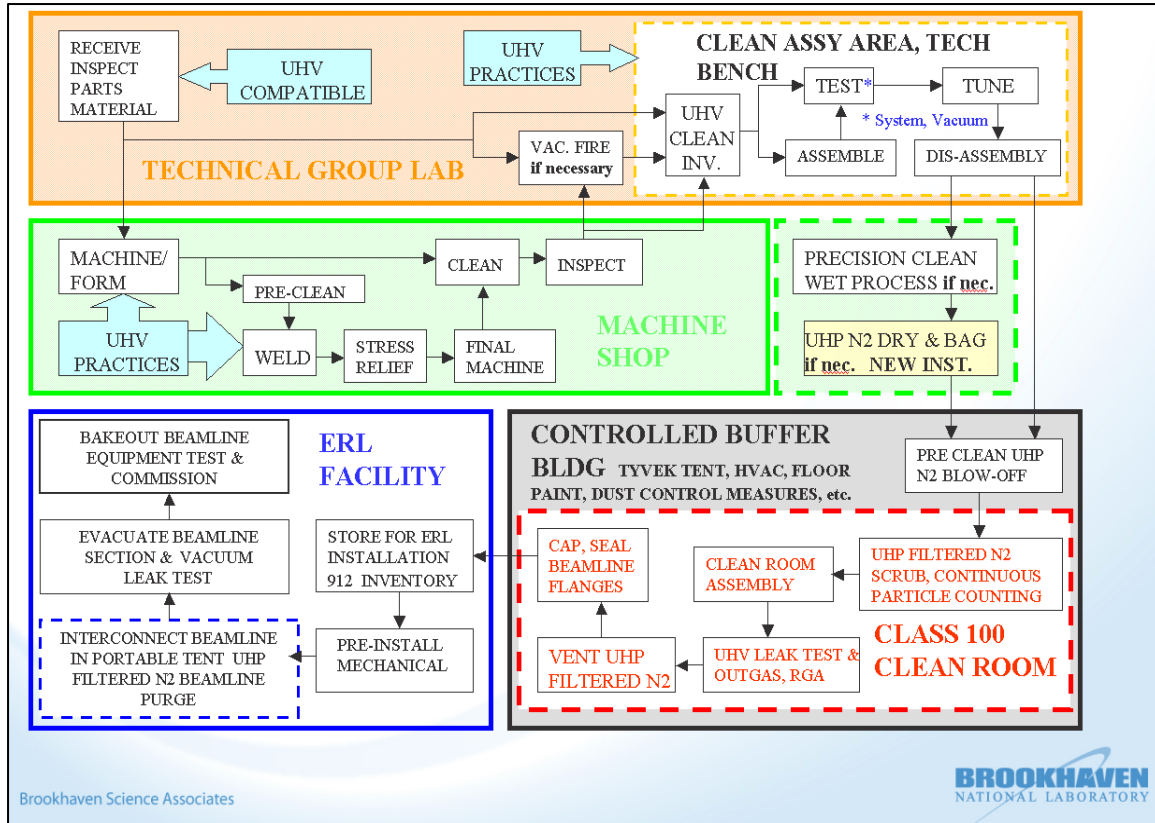 RECEIVE
INSPECT
PARTS
MATERIAL
UHV
COMPATIBLE
UHV
PRACTICES
CLEAN ASSY AREA, TECH
BENCH
TEST*
TUNE
* System, Vacuum
UHV
CLEAN
INV.
ASSEMBLE
DIS-ASSEMBLY
VAC. FIRE
if necessary
TECHNICAL GROUP LAB
MACHINE/
FORM
PRE-CLEAN
CLEAN
INSPECT
UHV
PRACTICES
WELD
STRESS
RELIEF
FINAL
MACHINE
MACHINE
SHOP
PRECISION CLEAN
WET PROCESS if nec.
UHP N2 DRY & BAG
if nec. NEW INST.
BAKEOUT BEAMLINE
EQUIPMENT TEST &
COMMISSION
ERL
FACILITY
EVACUATE BEAMLINE
SECTION & VACUUM
LEAK TEST
STORE FOR ERL
INSTALLATION
912 INVENTORY
INTERCONNECT BEAMLINE
IN PORTABLE TENT UHP
FILTERED N2 BEAMLINE
PURGE
PRE-INSTALL
MECHANICAL
CONTROLLED BUFFER
BLDG TYVEK TENT, HVAC, FLOOR
PAINT, DUST CONTROL MEASURES, etc.
PRE CLEAN UHP
N2 BLOW-OFF
CAP, SEAL
BEAMLINE
FLANGES
CLEAN ROOM
ASSEMBLY
UHP FILTERED N2
SCRUB, CONTINUOUS
PARTICLE COUNTING
VENT UHP
FILTERED N2
UHV LEAK TEST &
OUTGAS, RGA
CLASS 100
CLEAN ROOM
Brookhaven Science Associates
BROOKHAVEN
NATIONAL LABORATORY